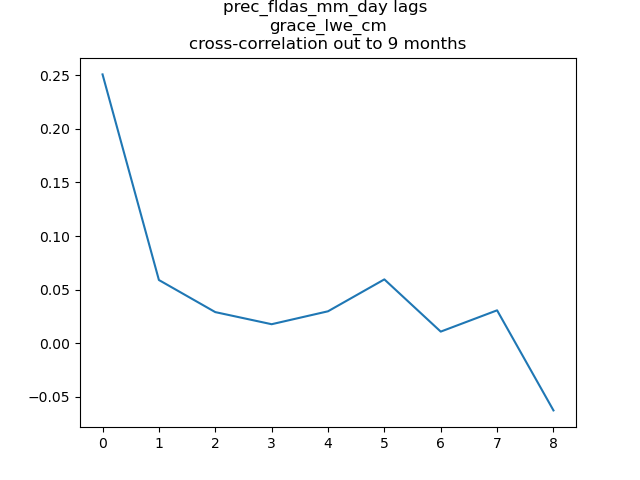 prec_fldas_mm_day lags
grace_lwe_cm
cross-correlation out to 9 months
0.25
0.20
0.15
0.10
0.05
0.00
−0.05
0 1 2 3 4 5 6 7 8